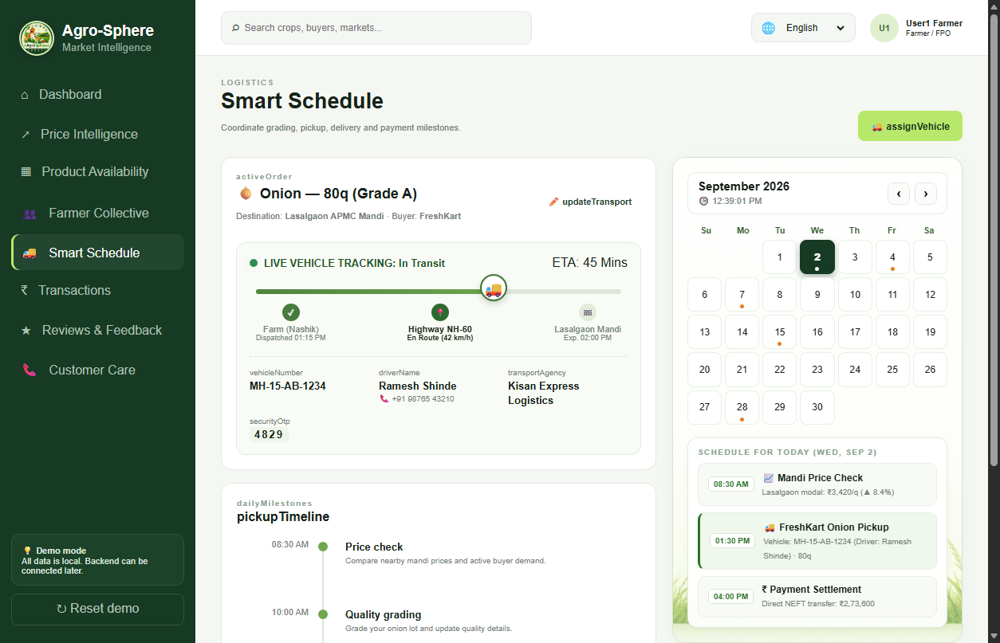 Agro-Sphere
Market Intelligence
Dashboard
Price Intelligence
Product Availability
Farmer Collective
Smart Schedule
₹ Transactions
Reviews & Feedback
Customer Care
Demo mode
All data is local. Backend can be
connected later.
↻ Reset demo
Search crops, buyers, markets...
English
U1
User1 Farmer
Farmer / FPO
LOGISTICS
Smart Schedule
Coordinate grading, pickup, delivery and payment milestones.
assignVehicle
activeOrder
Onion — 80q (Grade A)
Destination: Lasalgaon APMC Mandi · Buyer: FreshKart
updateTransport
LIVE VEHICLE TRACKING: In Transit
ETA: 45 Mins
Farm (Nashik)
Dispatched 01:15 PM
Highway NH-60
En Route (42 km/h)
Lasalgaon Mandi
Exp. 02:00 PM
vehicleNumber
MH-15-AB-1234
driverName
Ramesh Shinde
+91 98765 43210
transportAgency
Kisan Express
Logistics
securityOtp
4829
dailyMilestones
pickupTimeline
08:30 AM
Price check
Compare nearby mandi prices and active buyer demand.
10:00 AM
Quality grading
Grade your onion lot and update quality details.
September 2026
12:39:01 PM
‹ ›
Su Mo Tu We Th Fr Sa
1 2 3 4 5
6 7 8 9 10 11 12
13 14 15 16 17 18 19
20 21 22 23 24 25 26
27 28 29 30
SCHEDULE FOR TODAY (WED, SEP 2)
08:30 AM
Mandi Price Check
Lasalgaon modal: ₹3,420/q (▲ 8.4%)
01:30 PM
FreshKart Onion Pickup
Vehicle: MH-15-AB-1234 (Driver: Ramesh
Shinde) · 80q
04:00 PM
₹ Payment Settlement
Direct NEFT transfer: ₹2,73,600